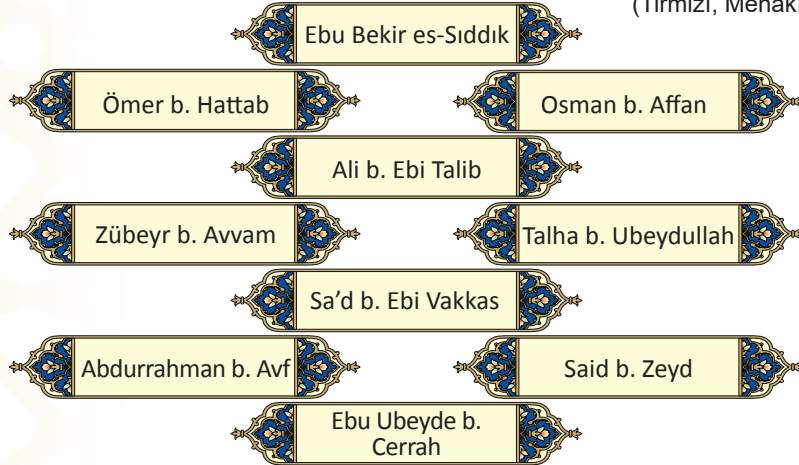 (Tirmizî, Menâk
Ebu Bekir es-Sıddık
Ömer b. Hattab
Osman b. Affan
Ali b. Ebi Talib
Zübeyr b. Avvam
Talha b. Ubeydullah
Sa’d b. Ebi Vakkas
Abdurrahman b. Avf
Said b. Zeyd
Ebu Ubeyde b.
Cerrah